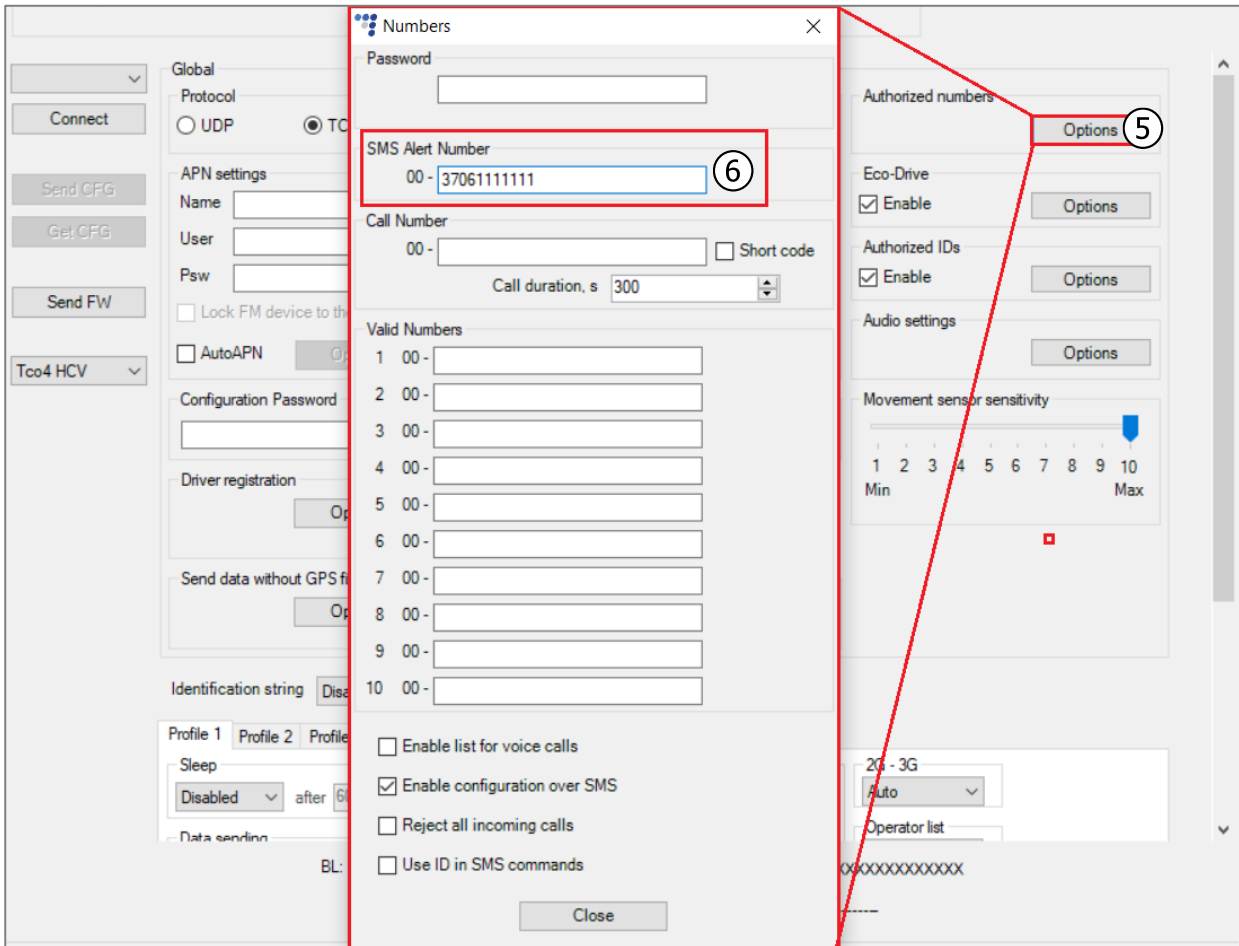 Numbers
Password
SMS Alert Number
00 - 37061111111
⑥
Call Number
00 -
Short code
Call duration, s 300
Valid Numbers
1 00 -
2 00 -
3 00 -
4 00 -
5 00 -
6 00 -
7 00 -
8 00 -
9 00 -
10 00 -
Enable list for voice calls
Enable configuration over SMS
Reject all incoming calls
Use ID in SMS commands
Close
Connect
Send CFG
Get CFG
Send FW
Tco4 HCV
Global
Protocol
UDP
APN settings
Name
User
Psw
Lock FM device to
AutoAPN
Configuration Password
Driver registration
Send data without GPS
Identification string
Profile 1 Profile 2
Sleep
Disabled after
Data sending
BL:
Authorized numbers
Options ⑤
Eco-Drive
Enable Options
Authorized IDs
Enable Options
Audio settings
Options
Movement sensor sensitivity
1 2 3 4 5 6 7 8 9 10
Min Max
2G - 3G
Auto
Operator list
XXXXXXXXXXXXX